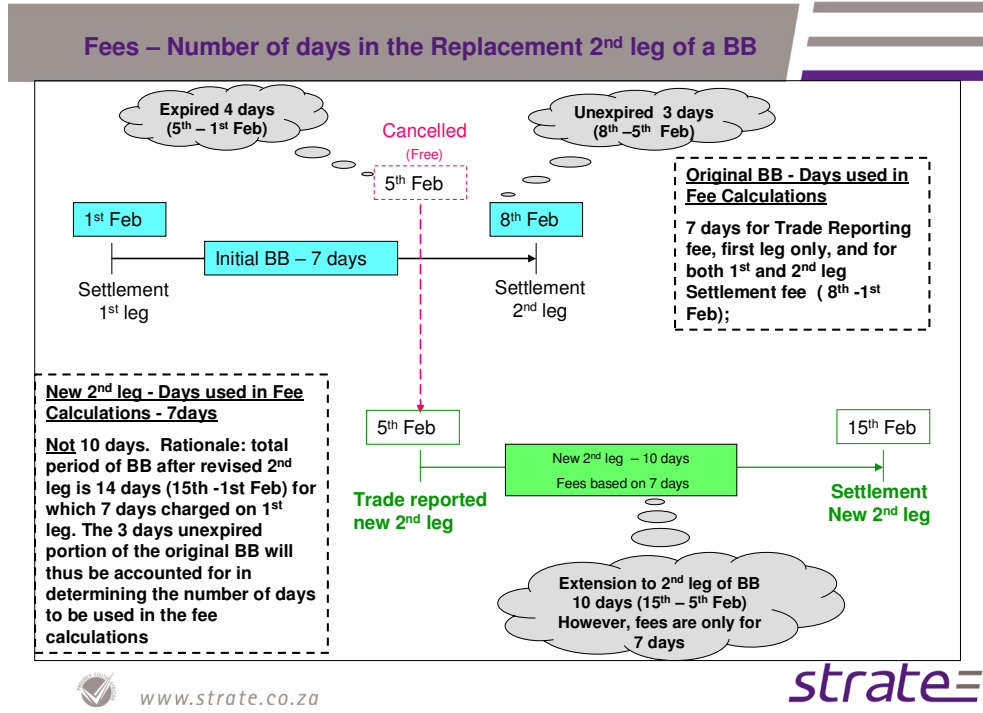 Fees – Number of days in the Replacement 2nd leg of a BB
Expired 4 days
(5th – 1st Feb)
Cancelled
(Free)
5th Feb
Unexpired 3 days
(8th –5th Feb)
Original BB - Days used in
Fee Calculations
7 days for Trade Reporting
fee, first leg only, and for
both 1st and 2nd leg
Settlement fee ( 8th -1st
Feb);
1st Feb
8th Feb
Initial BB – 7 days
Settlement
1st leg
Settlement
2nd leg
New 2nd leg - Days used in Fee
Calculations - 7days
Not 10 days. Rationale: total
period of BB after revised 2nd
leg is 14 days (15th -1st Feb) for
which 7 days charged on 1st
leg. The 3 days unexpired
portion of the original BB will
thus be accounted for in
determining the number of days
to be used in the fee
calculations
5th Feb
15th Feb
New 2nd leg – 10 days
Fees based on 7 days
Trade reported
new 2nd leg
Settlement
New 2nd leg
Extension to 2nd leg of BB
10 days (15th – 5th Feb)
However, fees are only for
7 days
www.strate.co.za
strate